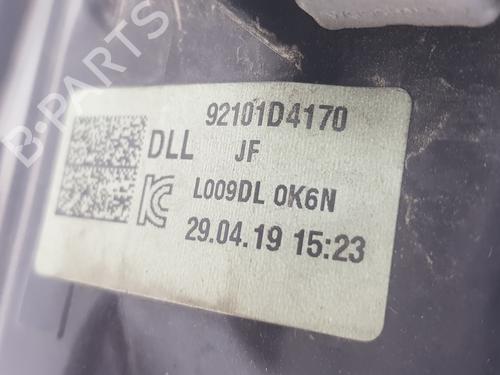 B-PARTS
92101D4170
DLL JF
L009DL 0K6N
29.04.19 15:23